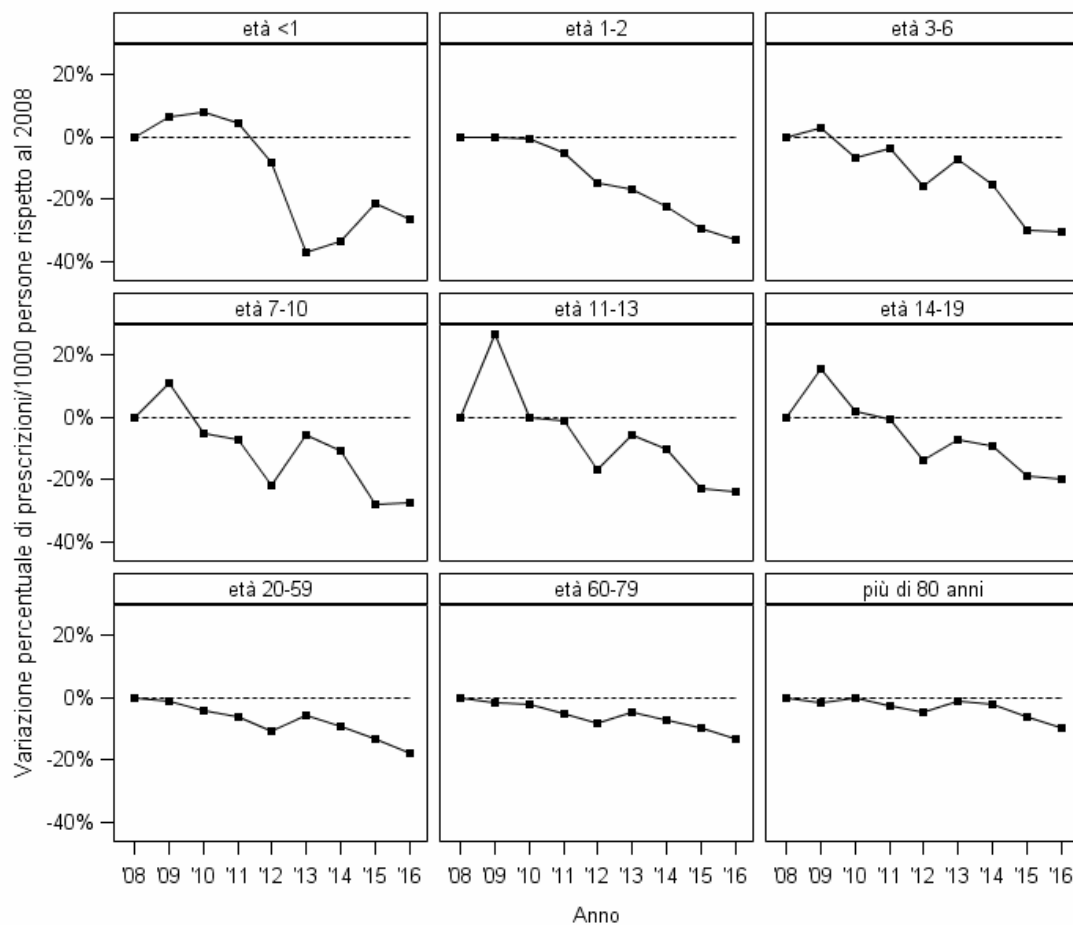 Variazione percentuale di prescrizioni/1000 persone rispetto al 2008
età <1
età 1-2
età 3-6
20%
0%
-20%
-40%
età 7-10
età 11-13
età 14-19
20%
0%
-20%
-40%
età 20-59
età 60-79
più di 80 anni
20%
0%
-20%
-40%
'08 '09 '10 '11 '12 '13 '14 '15 '16
'08 '09 '10 '11 '12 '13 '14 '15 '16
'08 '09 '10 '11 '12 '13 '14 '15 '16
Anno